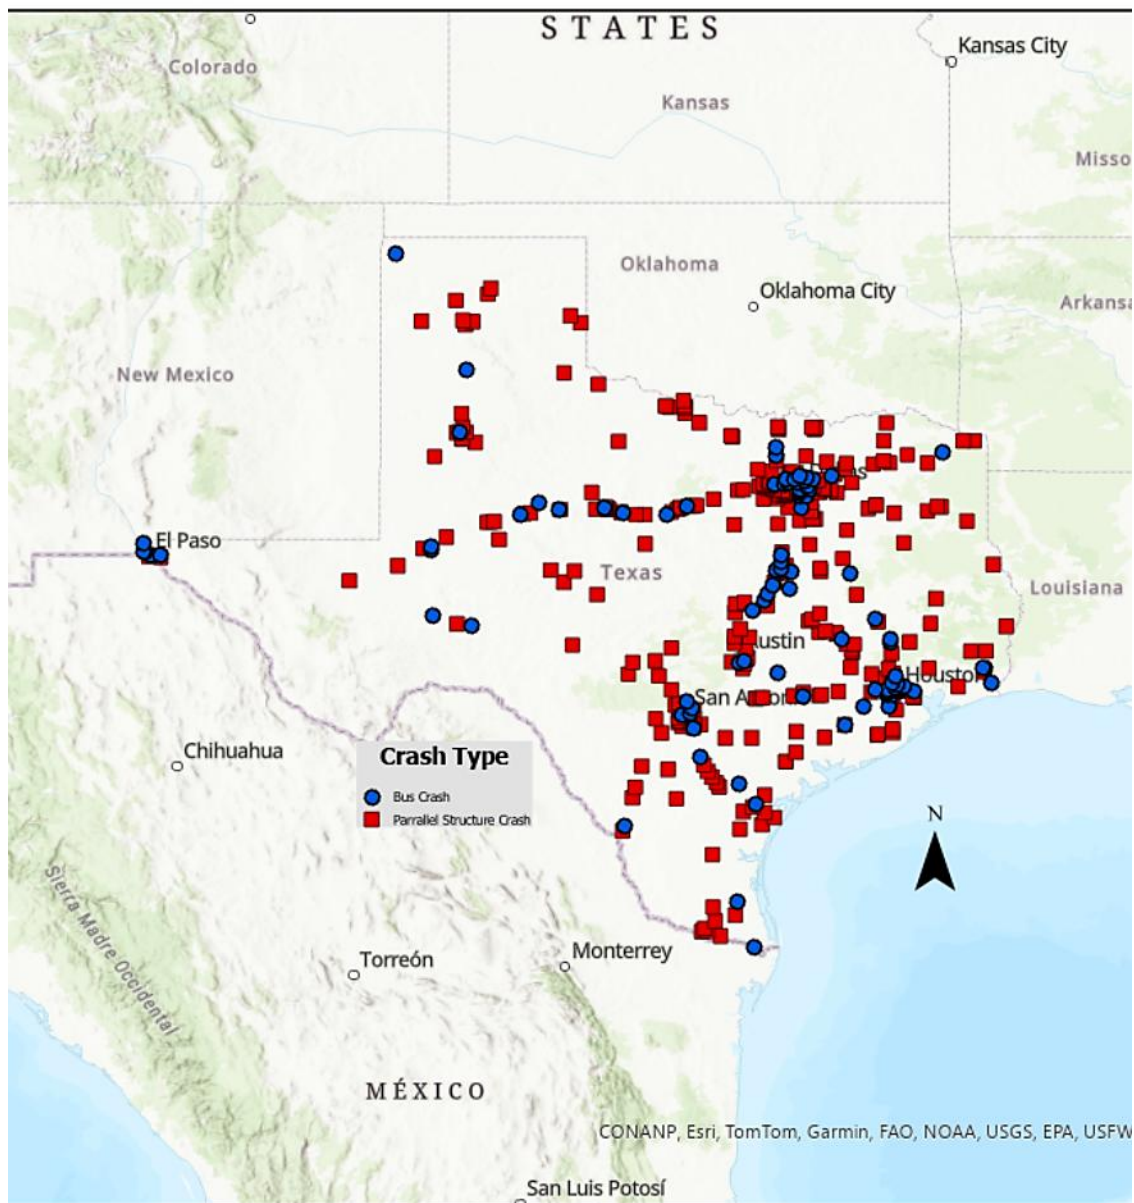 STATES
Kansas City
Colorado
Kansas
Misso
Oklahoma
Oklahoma City
Arkansa
New Mexico
El Paso
Texas
Louisiana
Austin
Houston
San Anton
Chihuahua
Crash Type
Bus Crash
Parrallel Structure Crash
N
Sierra Madre Occidental
Torreón
Monterrey
MÉXICO
CONANP, Esri, TomTom, Garmin, FAO, NOAA, USGS, EPA, USFW
San Luis Potosí